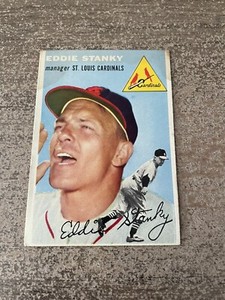 EDDIE STANKY
manager ST. LOUIS CARDINALS
Cardinals
Eddie Stanky